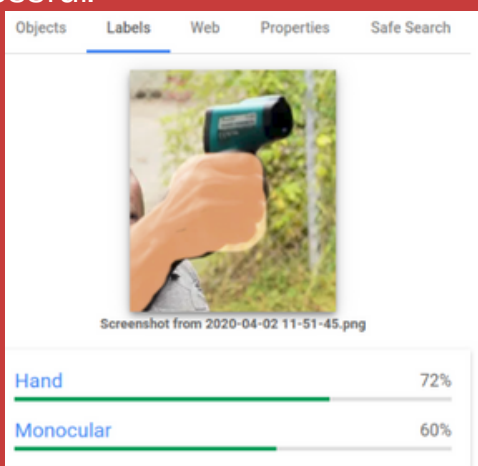 Objects Labels Web Properties Safe Search
Screenshot from 2020-04-02 11-51-45.png
Hand 72%
Monocular 60%